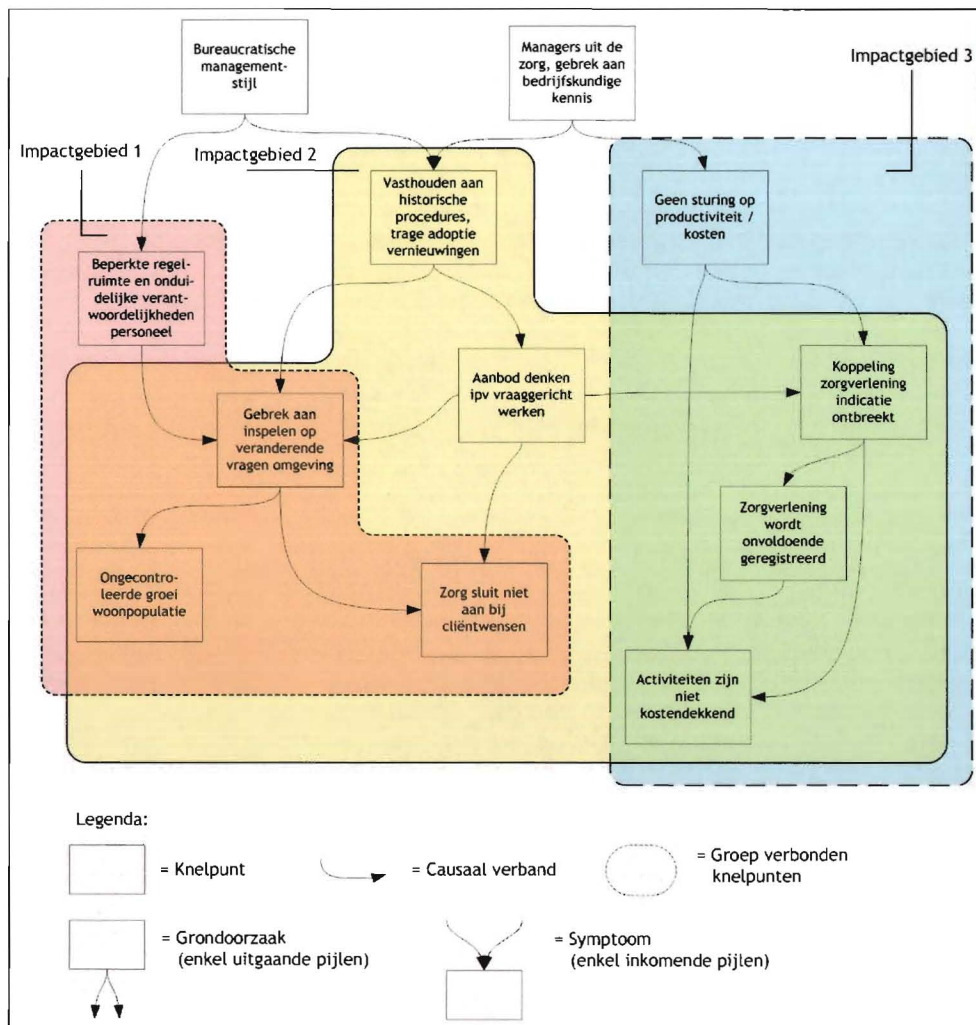 Bureaucratische
management-
stijl
Managers uit de
zorg, gebrek aan
bedrijfskundige
kennis
Impactgebied 3
Impactgebied 1
Impactgebied 2
Vasthouden aan
historische
procedures,
trage adoptie
vernieuwingen
Geen sturing op
productiviteit /
kosten
Beperkte regel-
ruimte en ondui-
delijke verant-
woordelijkheden
personeel
Gebrek aan
inspelen op
veranderende
vragen omgeving
Aanbod denken
ipv vraaggericht
werken
Koppeling
zorgverlening
indicatie
ontbreekt
Zorgverlening
wordt
onvoldoende
geregistreerd
Ongecontro-
leerde groei
woonpopulatie
Zorg sluit niet
aan bij
cliëntwensen
Activiteiten zijn
niet
kostendekkend
Legenda:
= Knelpunt
= Causaal verband
= Groep verbonden
knelpunten
= Grondoorzaak
(enkel uitgaande pijlen)
= Symptoom
(enkel inkomende pijlen)